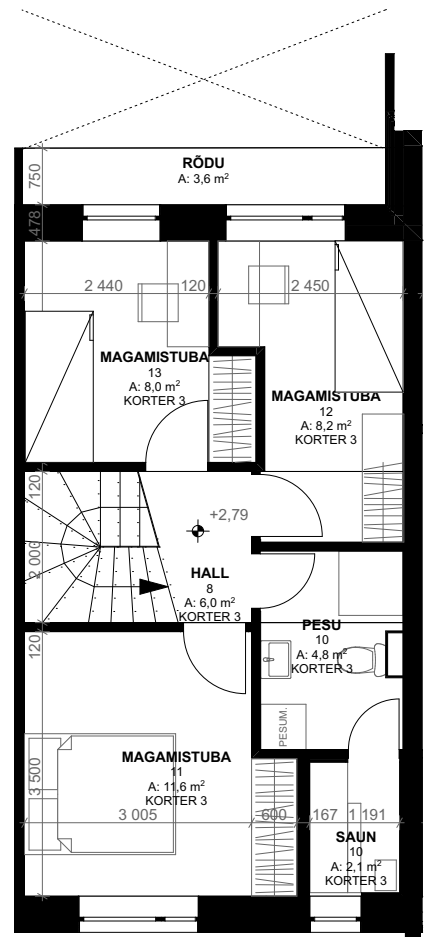 RÕDU
A: 3,6 m²
750
478
2 440
120
2 450
MAGAMISTUBA
13
A: 8,0 m²
KORTER 3
MAGAMISTUBA
12
A: 8,2 m²
KORTER 3
120
+2,79
2 000
HALL
8
A: 6,0 m²
KORTER 3
PESU
10
A: 4,8 m²
KORTER 3
120
PESUM.
MAGAMISTUBA
11
A: 11,6 m²
KORTER 3
3 500
3 005
600
167
1 191
SAUN
10
A: 2,1 m²
KORTER 3